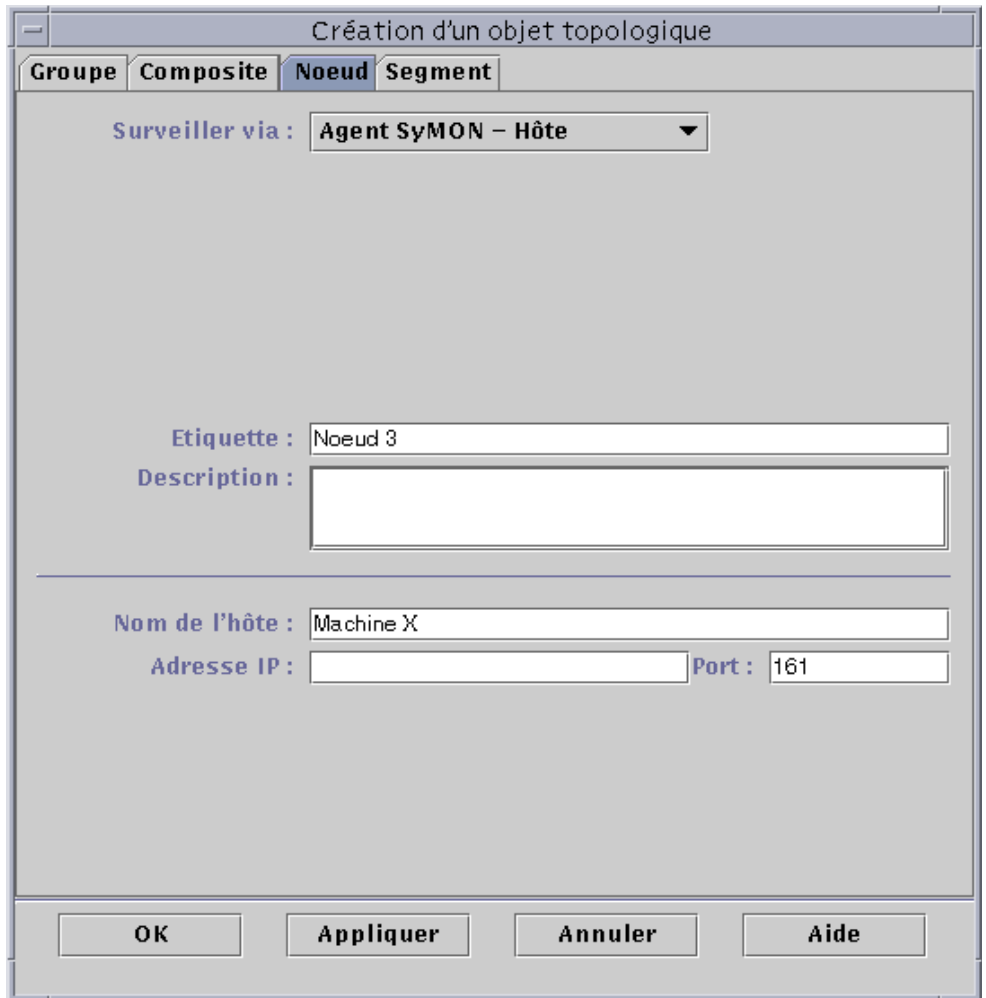 Création d'un objet topologique
Groupe Composite Noeud Segment
Surveiller via : Agent SyMON – Hôte
Etiquette : Noeud 3
Description :
Nom de l'hôte : Machine X
Adresse IP : Port : 161
OK Appliquer Annuler Aide